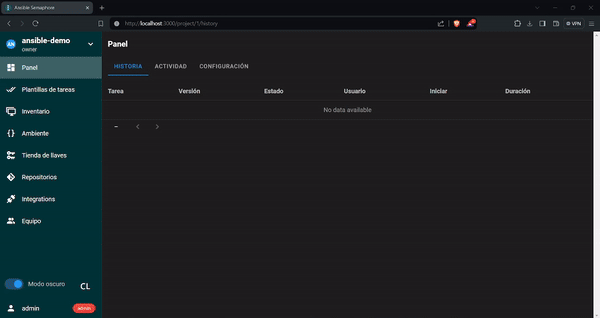 Ansible Semaphore
http://localhost:3000/project/1/history
VPN
AN
ansible-demo
owner
Panel
Plantillas de tareas
Inventario
Ambiente
Tienda de llaves
Repositorios
Integrations
Equipo
Modo oscuro
CL
admin
admin
Panel
HISTORIA ACTIVIDAD CONFIGURACIÓN
Tarea Versión Estado Usuario Iniciar Duración
No data available
–